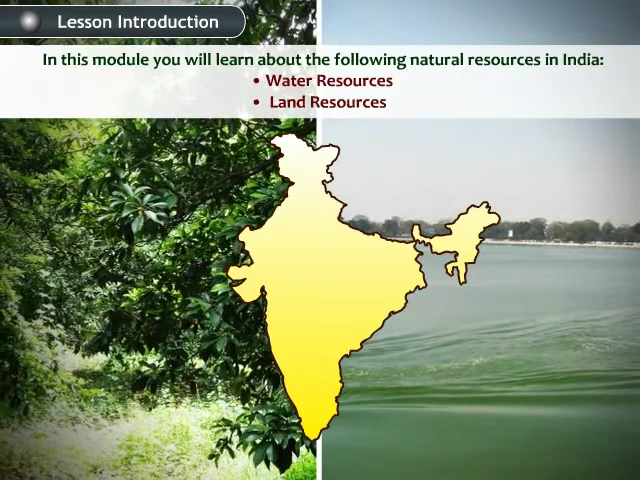 Lesson Introduction
In this module you will learn about the following natural resources in India:
• Water Resources
• Land Resources